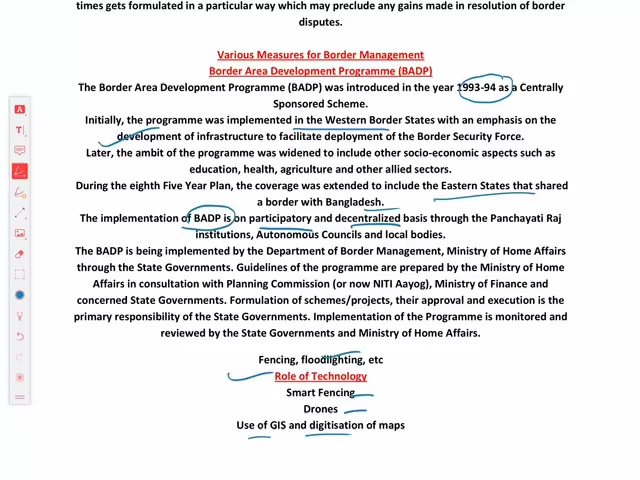 times gets formulated in a particular way which may preclude any gains made in resolution of border
disputes.
Various Measures for Border Management
Border Area Development Programme (BADP)
The Border Area Development Programme (BADP) was introduced in the year 1993-94 as a Centrally
Sponsored Scheme.
Initially, the programme was implemented in the Western Border States with an emphasis on the
development of infrastructure to facilitate deployment of the Border Security Force.
Later, the ambit of the programme was widened to include other socio-economic aspects such as
education, health, agriculture and other allied sectors.
During the eighth Five Year Plan, the coverage was extended to include the Eastern States that shared
a border with Bangladesh.
The implementation of BADP is on participatory and decentralized basis through the Panchayati Raj
institutions, Autonomous Councils and local bodies.
The BADP is being implemented by the Department of Border Management, Ministry of Home Affairs
through the State Governments. Guidelines of the programme are prepared by the Ministry of Home
Affairs in consultation with Planning Commission (or now NITI Aayog), Ministry of Finance and
concerned State Governments. Formulation of schemes/projects, their approval and execution is the
primary responsibility of the State Governments. Implementation of the Programme is monitored and
reviewed by the State Governments and Ministry of Home Affairs.
Fencing, floodlighting, etc
Role of Technology
Smart Fencing
Drones
Use of GIS and digitisation of maps